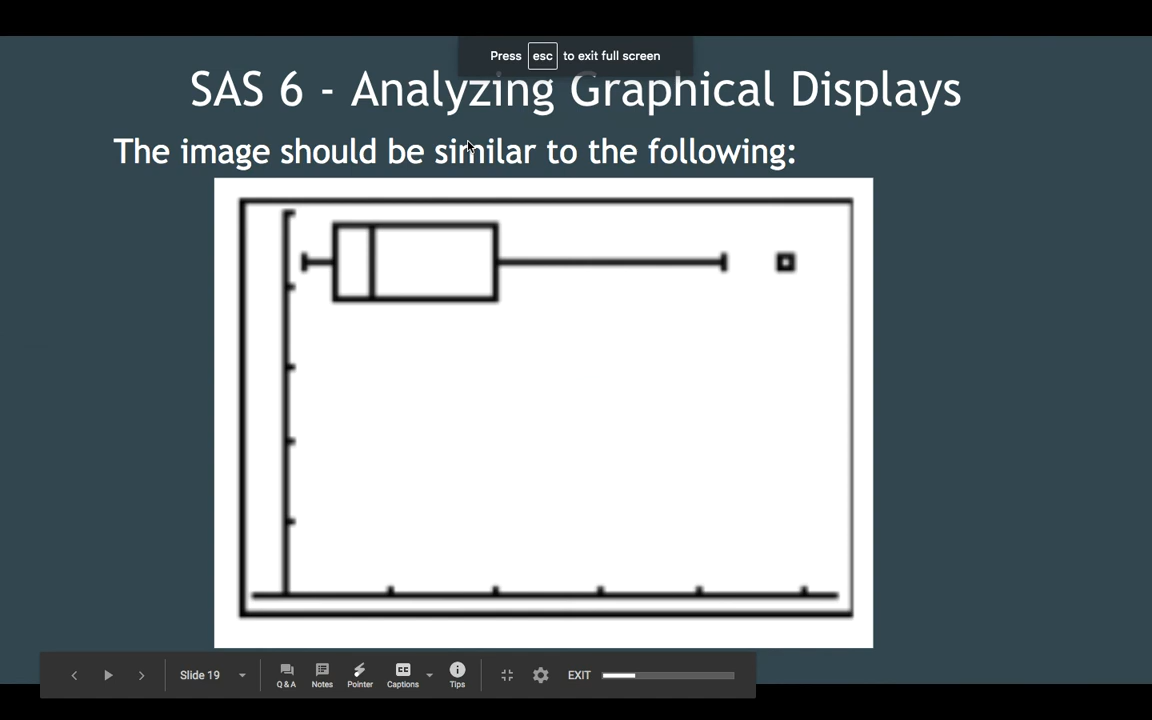 Press esc to exit full screen
SAS 6 - Analyzing Graphical Displays
The image should be similar to the following:
Slide 19
Q & A
Notes
Pointer
CC
Captions
Tips
EXIT